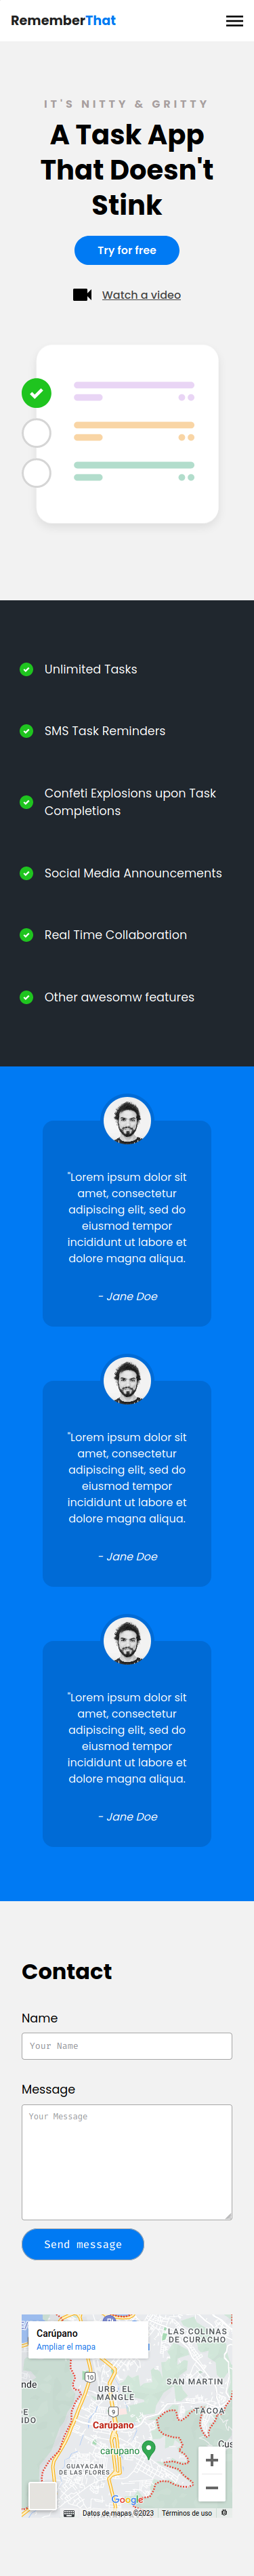 RememberThat
IT'S NITTY & GRITTY
A Task App
That Doesn't
Stink
Try for free
Watch a video
Unlimited Tasks
SMS Task Reminders
Confeti Explosions upon Task
Completions
Social Media Announcements
Real Time Collaboration
Other awesomw features
"Lorem ipsum dolor sit
amet, consectetur
adipiscing elit, sed do
eiusmod tempor
incididunt ut labore et
dolore magna aliqua.
- Jane Doe
"Lorem ipsum dolor sit
amet, consectetur
adipiscing elit, sed do
eiusmod tempor
incididunt ut labore et
dolore magna aliqua.
- Jane Doe
"Lorem ipsum dolor sit
amet, consectetur
adipiscing elit, sed do
eiusmod tempor
incididunt ut labore et
dolore magna aliqua.
- Jane Doe
Contact
Name
Your Name
Message
Your Message
Send message
Carúpano
Ampliar el mapa
LAS COLINAS
DE CURACHO
10
SAN MARTIN
nde
URB. EL
MANGLE
TACOA
9
Carúpano
carupano
GUAYACAN
DE LAS FLORES
Google
Datos de mapas ©2023
Términos de uso